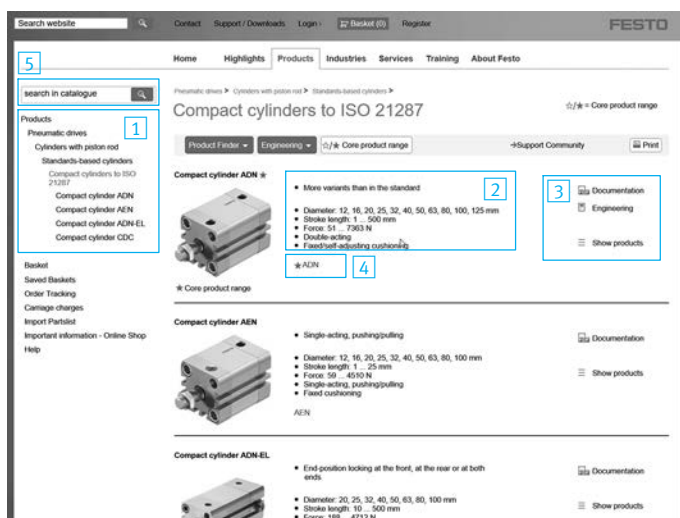 Search website
Contact Support / Downloads Login Basket (0) Register
FESTO
Home Highlights Products Industries Services Training About Festo
5
search in catalogue
1
Products
Pneumatic drives
Cylinders with piston rod
Standards-based cylinders
Compact cylinders to ISO
21287
Compact cylinder ADN
Compact cylinder AEN
Compact cylinder ADN-EL
Compact cylinder CDC
Basket
Saved Baskets
Order Tracking
Carriage charges
Import Partslist
Important information - Online Shop
Help
Pneumatic drives > Cylinders with piston rod > Standards-based cylinders >
Compact cylinders to ISO 21287
☆/★ = Core product range
Product Finder Engineering ☆/★ Core product range
→Support Community
Print
Compact cylinder ADN ★
2
• More variants than in the standard
• Diameter: 12, 16, 20, 25, 32, 40, 50, 63, 80, 100, 125 mm
• Stroke length: 1 ... 500 mm
• Force: 51 ... 7363 N
• Double-acting
• Fixed/self-adjusting cushioning
3
Documentation
Engineering
Show products
4
★ADN
★ Core product range
Compact cylinder AEN
• Single-acting, pushing/pulling
• Diameter: 12, 16, 20, 25, 32, 40, 50, 63, 80, 100 mm
• Stroke length: 1 ... 25 mm
• Force: 59 ... 4510 N
• Single-acting, pushing/pulling
• Fixed cushioning
AEN
Documentation
Show products
Compact cylinder ADN-EL
• End-position locking at the front, at the rear or at both
ends
• Diameter: 20, 25, 32, 40, 50, 63, 80, 100 mm
• Stroke length: 10 ... 500 mm
• Force: 188 ... 4712 N
Documentation
Show products